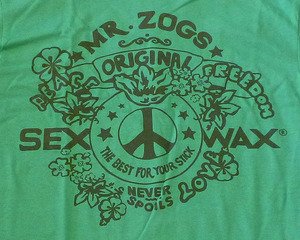 MR. ZOGS
ORIGINAL
PEACE
FREEDOM
SEX WAX®
THE BEST FOR YOUR STICK
NEVER
SPOILS
LOVE